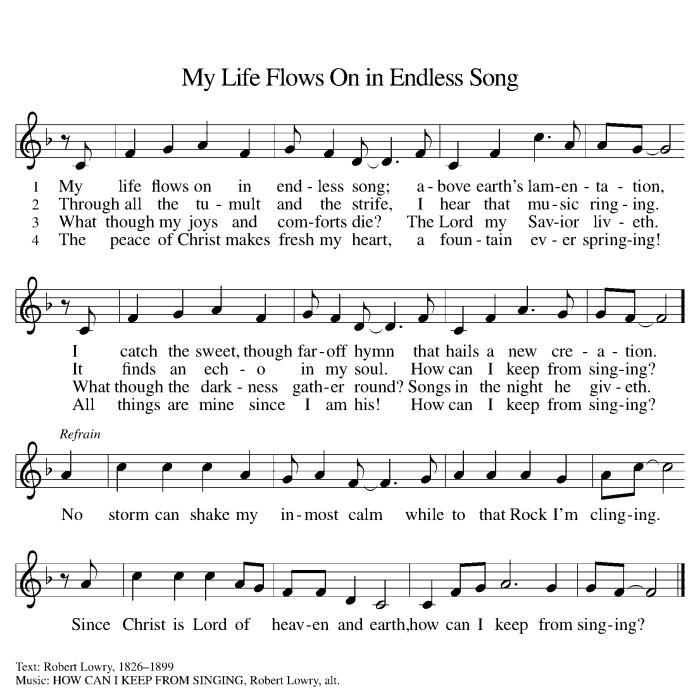 My Life Flows On in Endless Song
1 My life flows on in end - less song; a - bove earth's lam - en - ta - tion,
2 Through all the tu - mult and the strife, I hear that mu - sic ring - ing.
3 What though my joys and com - forts die? The Lord my Sav - ior liv - eth.
4 The peace of Christ makes fresh my heart, a foun - tain ev - er spring - ing!
I catch the sweet, though far - off hymn that hails a new cre - a - tion.
It finds an ech - o in my soul. How can I keep from sing - ing?
What though the dark - ness gath - er round? Songs in the night he giv - eth.
All things are mine since I am his! How can I keep from sing - ing?
Refrain
No storm can shake my in - most calm while to that Rock I'm cling - ing.
Since Christ is Lord of heav - en and earth, how can I keep from sing - ing?
Text: Robert Lowry, 1826–1899
Music: HOW CAN I KEEP FROM SINGING, Robert Lowry, alt.